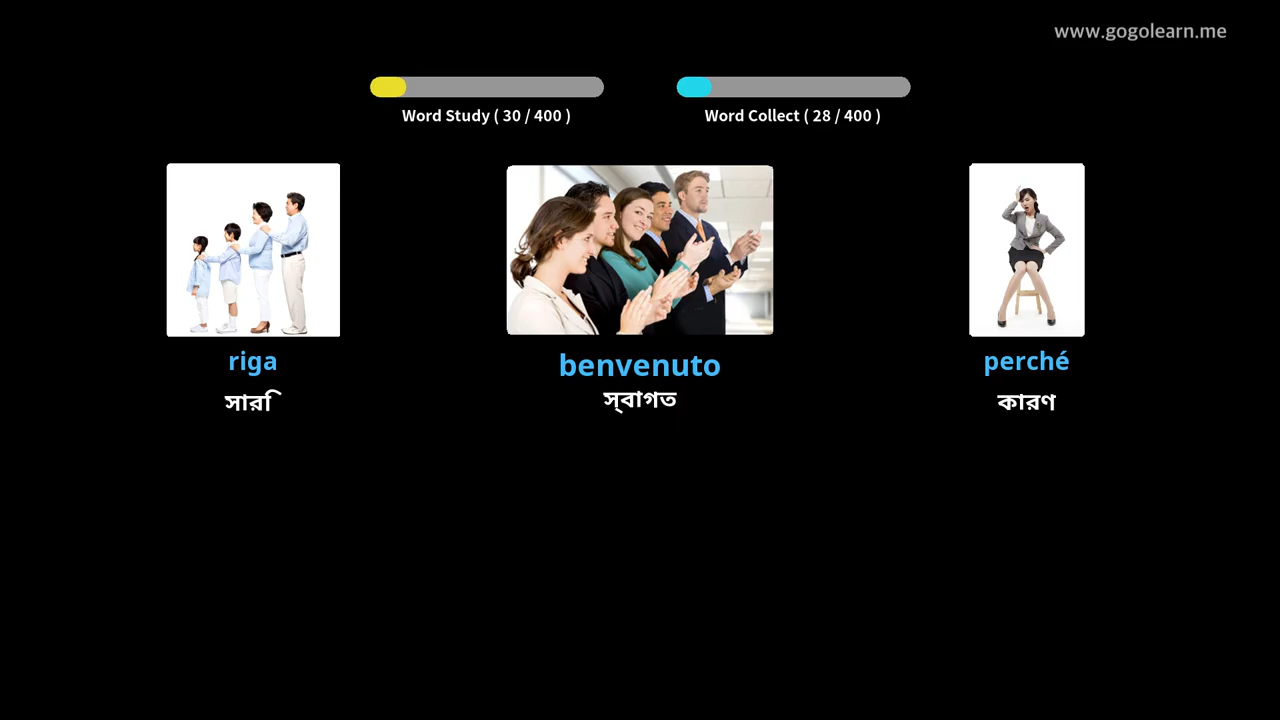 www.gogolearn.me
Word Study ( 30 / 400 )
Word Collect ( 28 / 400 )
riga
benvenuto
perché
সারি
স্বাগত
কারণ